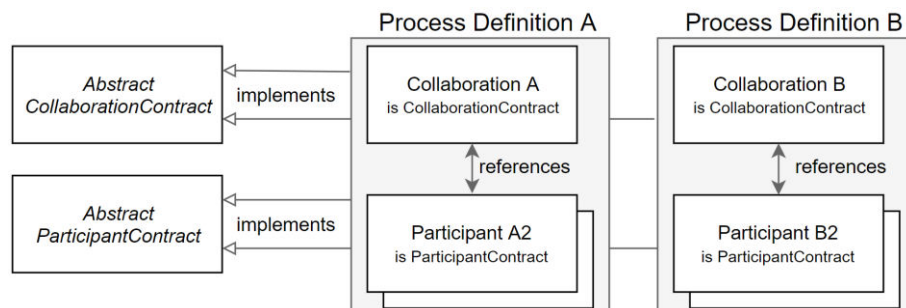 Process Definition A
Process Definition B
Abstract
CollaborationContract
implements
Collaboration A
is CollaborationContract
Collaboration B
is CollaborationContract
references
references
Abstract
ParticipantContract
implements
Participant A2
is ParticipantContract
Participant B2
is ParticipantContract